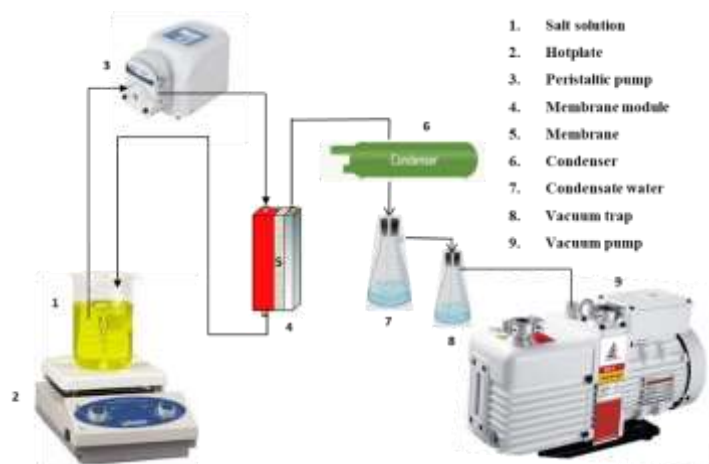 1. Salt solution
2. Hotplate
3. Peristaltic pump
4. Membrane module
5. Membrane
6. Condenser
7. Condensate water
8. Vacuum trap
9. Vacuum pump
3
6
Condenser
5
1
4
7
8
9
2